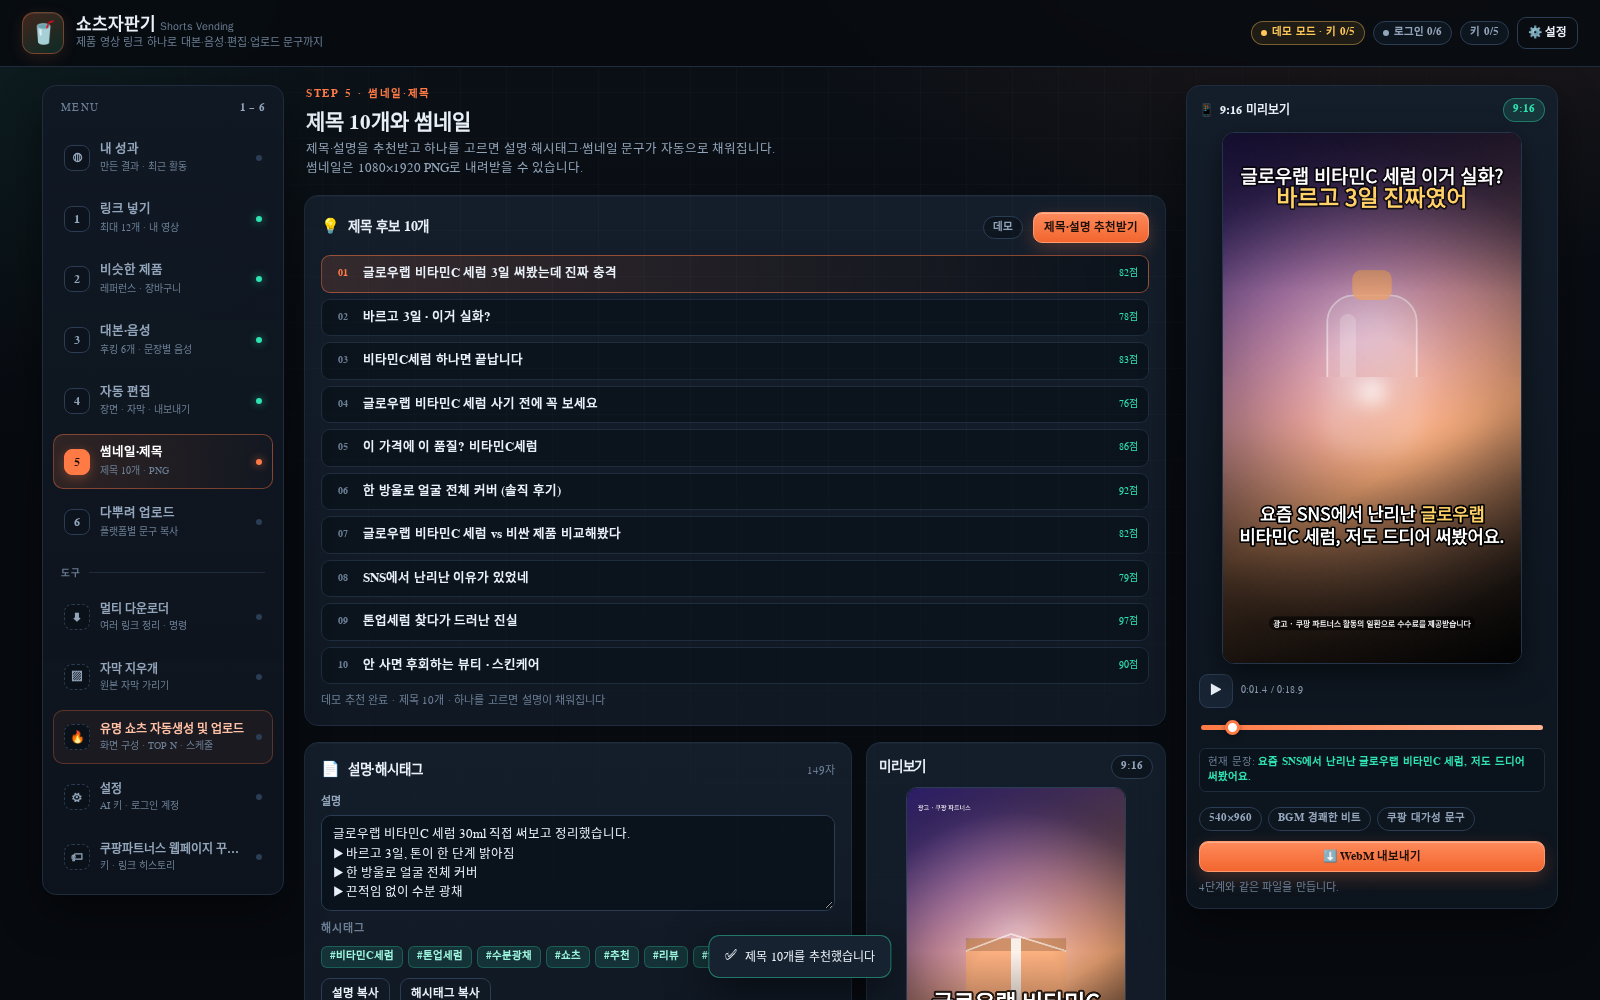 쇼츠자판기 Shorts Vending
제품 영상 링크 하나로 대본·음성·편집·업로드 문구까지
데모 모드 · 키 0/5
로그인 0/6
키 0/5
설정
MENU
1 – 6
내 성과
만든 결과 · 최근 활동
1
링크 넣기
최대 12개 · 내 영상
2
비슷한 제품
레퍼런스 · 장바구니
3
대본·음성
후킹 6개 · 문장별 음성
4
자동 편집
장면 · 자막 · 내보내기
5
썸네일·제목
제목 10개 · PNG
6
다뿌려 업로드
플랫폼별 문구 복사
도구
멀티 다운로더
여러 링크 정리 · 명령
자막 지우개
원본 자막 가리기
유명 쇼츠 자동생성 및 업로드
화면 구성 · TOP N · 스케줄
설정
AI 키 · 로그인 계정
쿠팡파트너스 웹페이지 꾸...
키 · 링크 히스토리
STEP 5 · 썸네일·제목
제목 10개와 썸네일
제목·설명을 추천받고 하나를 고르면 설명·해시태그·썸네일 문구가 자동으로 채워집니다.
썸네일은 1080×1920 PNG로 내려받을 수 있습니다.
제목 후보 10개
데모
제목·설명 추천받기
01 글로우랩 비타민C 세럼 3일 써봤는데 진짜 충격 82점
02 바르고 3일 · 이거 실화? 78점
03 비타민C세럼 하나면 끝납니다 83점
04 글로우랩 비타민C 세럼 사기 전에 꼭 보세요 76점
05 이 가격에 이 품질? 비타민C세럼 86점
06 한 방울로 얼굴 전체 커버 (솔직 후기) 92점
07 글로우랩 비타민C 세럼 vs 비싼 제품 비교해봤다 82점
08 SNS에서 난리난 이유가 있었네 79점
09 톤업세럼 찾다가 드러난 진실 97점
10 안 사면 후회하는 뷰티 · 스킨케어 90점
데모 추천 완료 · 제목 10개 · 하나를 고르면 설명이 채워집니다
설명·해시태그
149자
설명
글로우랩 비타민C 세럼 30ml 직접 써보고 정리했습니다.
▶ 바르고 3일, 톤이 한 단계 밝아짐
▶ 한 방울로 얼굴 전체 커버
▶ 끈적임 없이 수분 광채
해시태그
#비타민C세럼
#톤업세럼
#수분광채
#쇼츠
#추천
#리뷰
설명 복사
해시태그 복사
미리보기
9:16
광고 · 쿠팡 파트너스
글로우랩 비타민C
제목 10개를 추천했습니다
9:16 미리보기
9:16
글로우랩 비타민C 세럼 이거 실화?
바르고 3일 진짜였어
요즘 SNS에서 난리난 글로우랩
비타민C 세럼, 저도 드디어 써봤어요.
광고 · 쿠팡 파트너스 활동의 일환으로 수수료를 제공받습니다
0:01.4 / 0:18.9
현재 문장: 요즘 SNS에서 난리난 글로우랩 비타민C 세럼, 저도 드디어
써봤어요.
540×960
BGM 경쾌한 비트
쿠팡 대가성 문구
WebM 내보내기
4단계와 같은 파일을 만듭니다.